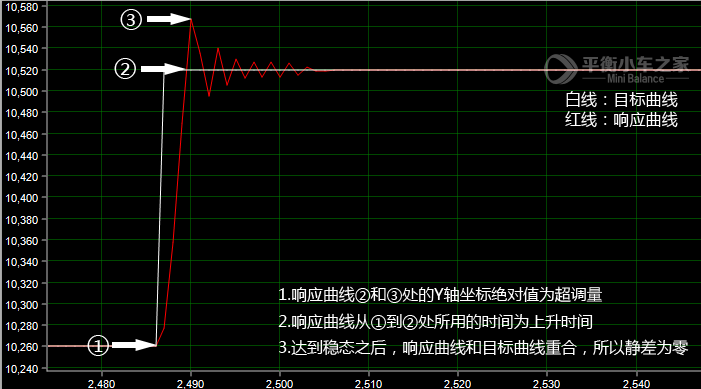 10,580
③
10,560
10,540
②
10,520
平衡小车之家
Mini Balance
10,500
白线：目标曲线
10,480
红线：响应曲线
10,460
10,440
10,420
10,400
10,380
10,360
10,340
10,320
1.响应曲线②和③处的Y轴坐标绝对值为超调量
10,300
2.响应曲线从①到②处所用的时间为上升时间
10,280
①
10,260
3.达到稳态之后，响应曲线和目标曲线重合，所以静差为零
10,240
2,480 2,490 2,500 2,510 2,520 2,530 2,540